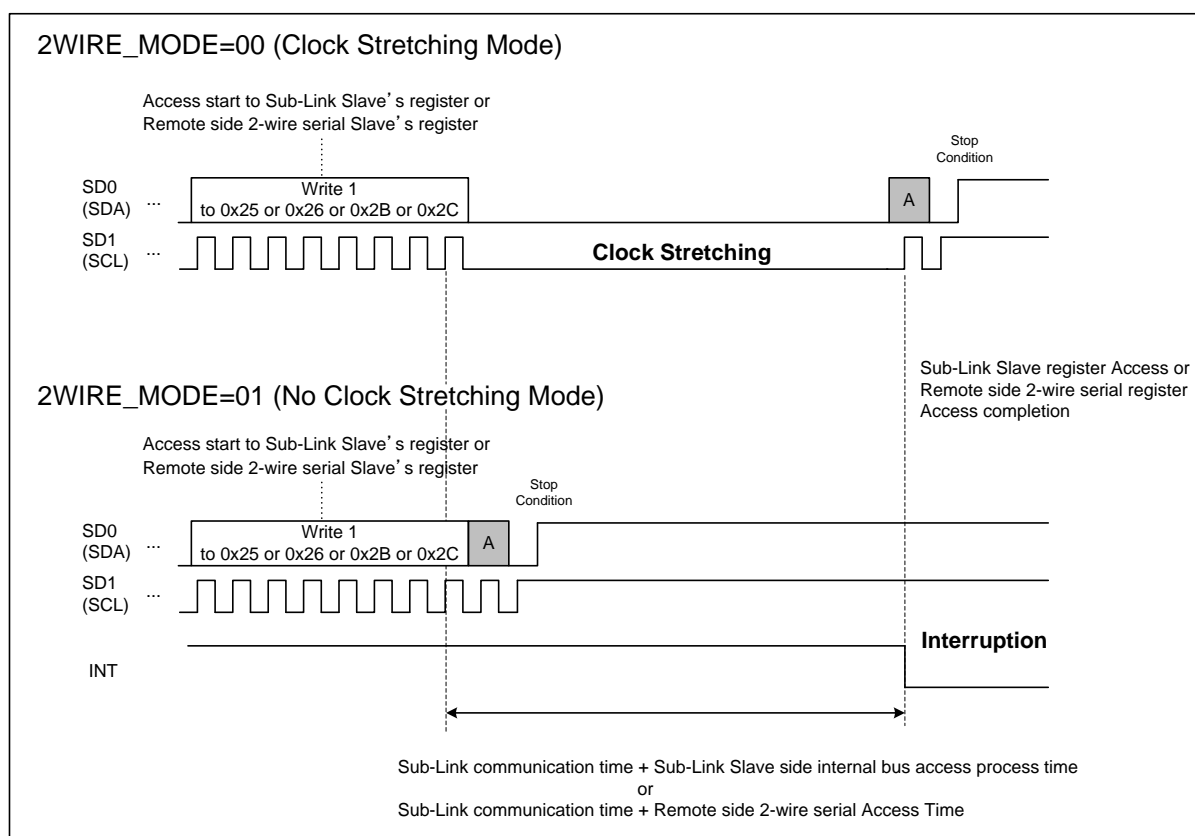 2WIRE_MODE=00 (Clock Stretching Mode)
Access start to Sub-Link Slave’s register or
Remote side 2-wire serial Slave’s register
Stop
Condition
SD0
(SDA) ...
Write 1
to 0x25 or 0x26 or 0x2B or 0x2C
A
SD1
(SCL) ...
Clock Stretching
Sub-Link Slave register Access or
Remote side 2-wire serial register
Access completion
2WIRE_MODE=01 (No Clock Stretching Mode)
Access start to Sub-Link Slave’s register or
Remote side 2-wire serial Slave’s register
Stop
Condition
SD0
(SDA) ...
Write 1
to 0x25 or 0x26 or 0x2B or 0x2C
A
SD1
(SCL) ...
Interruption
INT
Sub-Link communication time + Sub-Link Slave side internal bus access process time
or
Sub-Link communication time + Remote side 2-wire serial Access Time